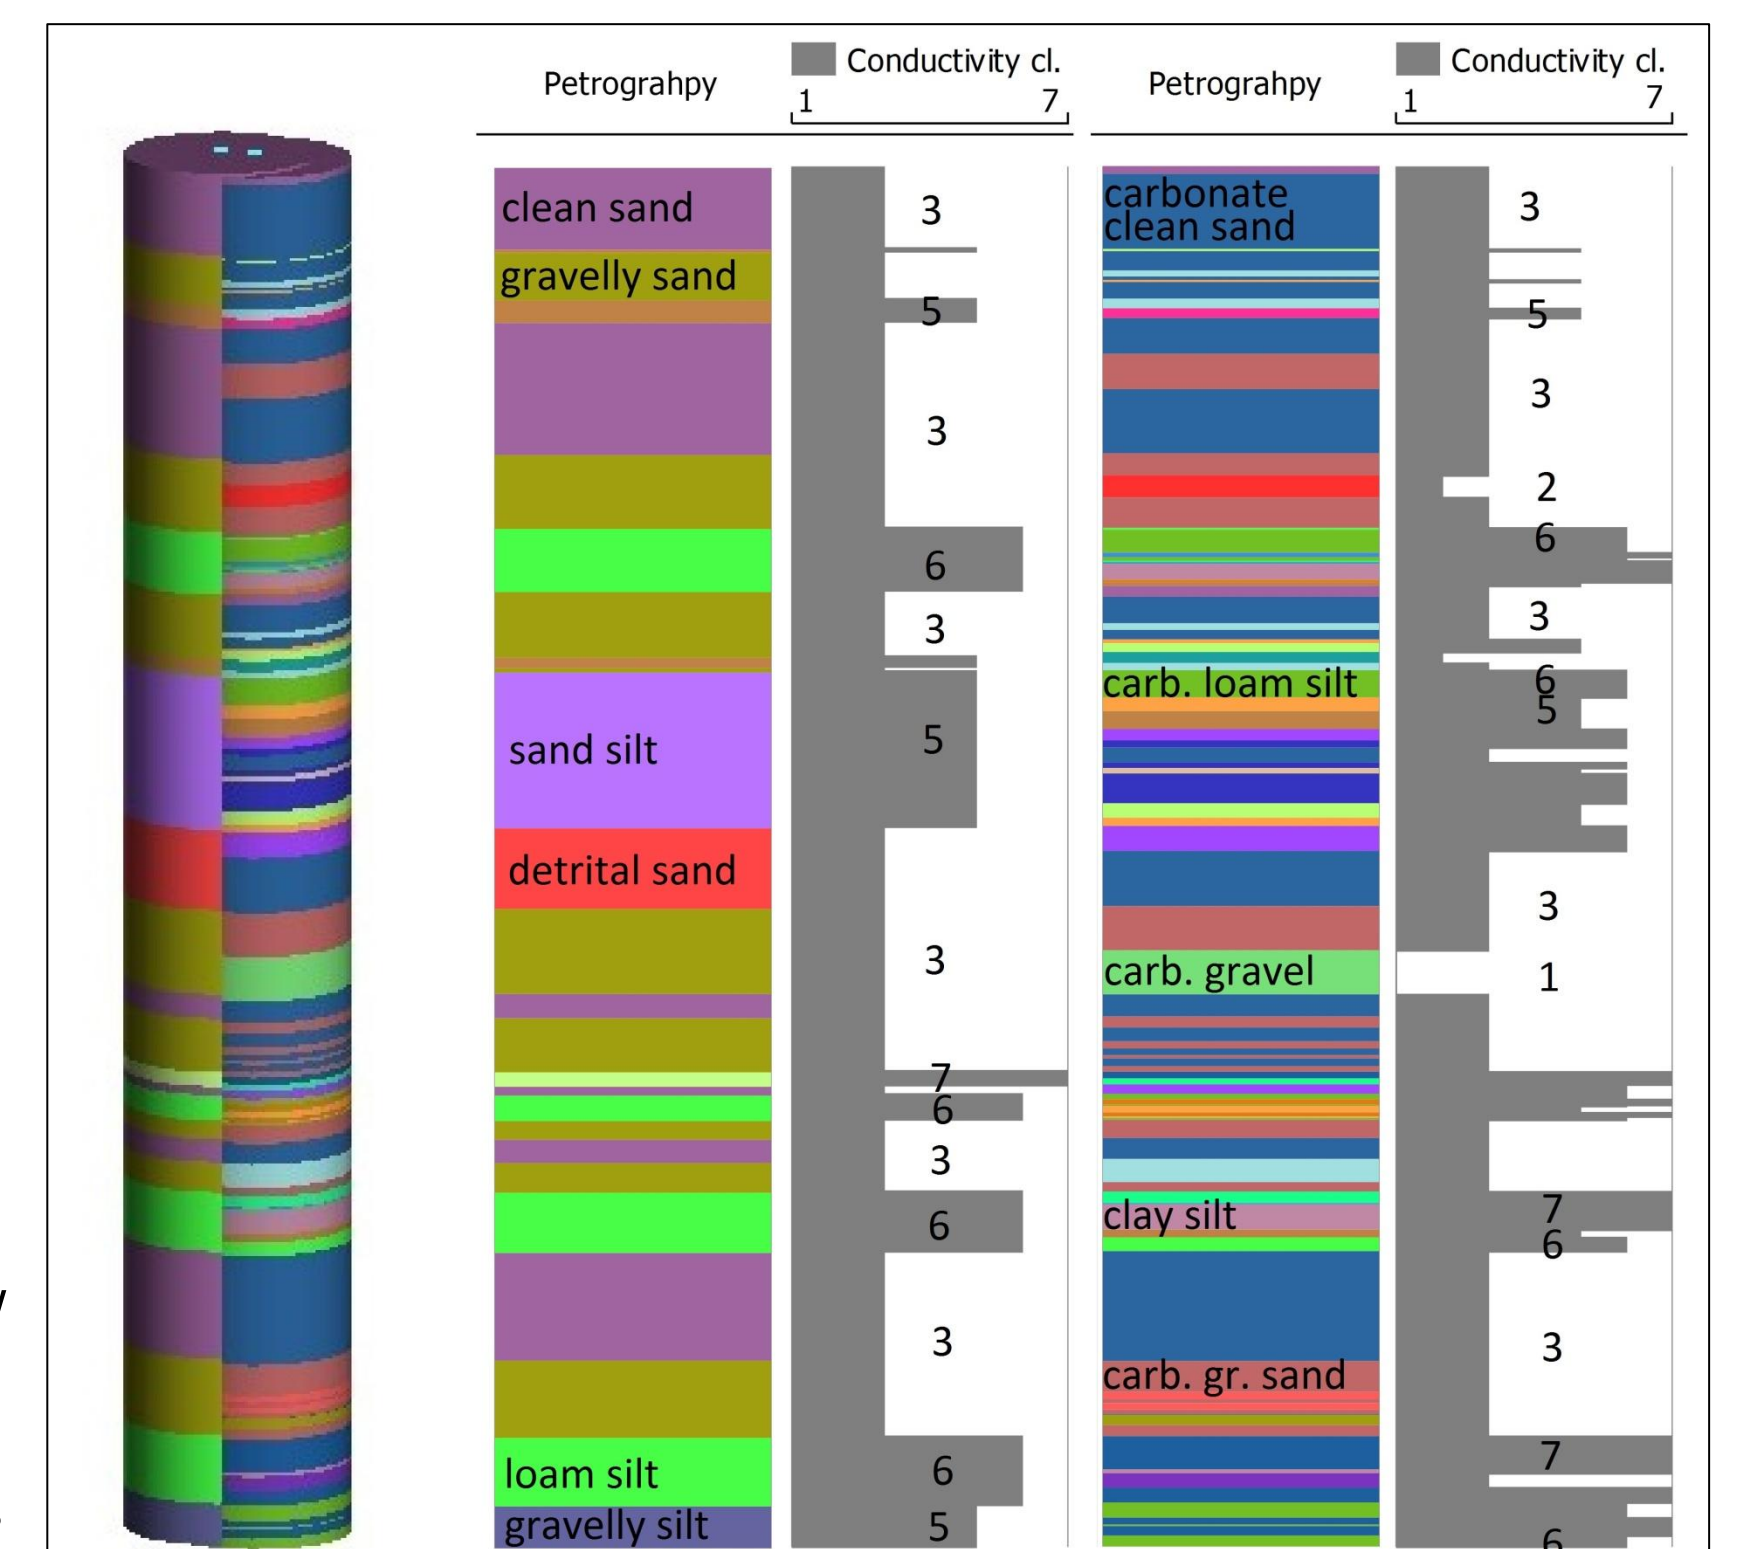 Petrograhpy
Conductivity cl.
1 7
Petrograhpy
Conductivity cl.
1 7
clean sand
3
gravelly sand
5
3
6
3
sand silt
5
detrital sand
3
7
6
3
6
3
loam silt
6
gravelly silt
5
carbonate
clean sand
3
5
3
2
6
3
carb. loam silt
6
5
3
carb. gravel
1
clay silt
7
6
carb. gr. sand
3
7
6